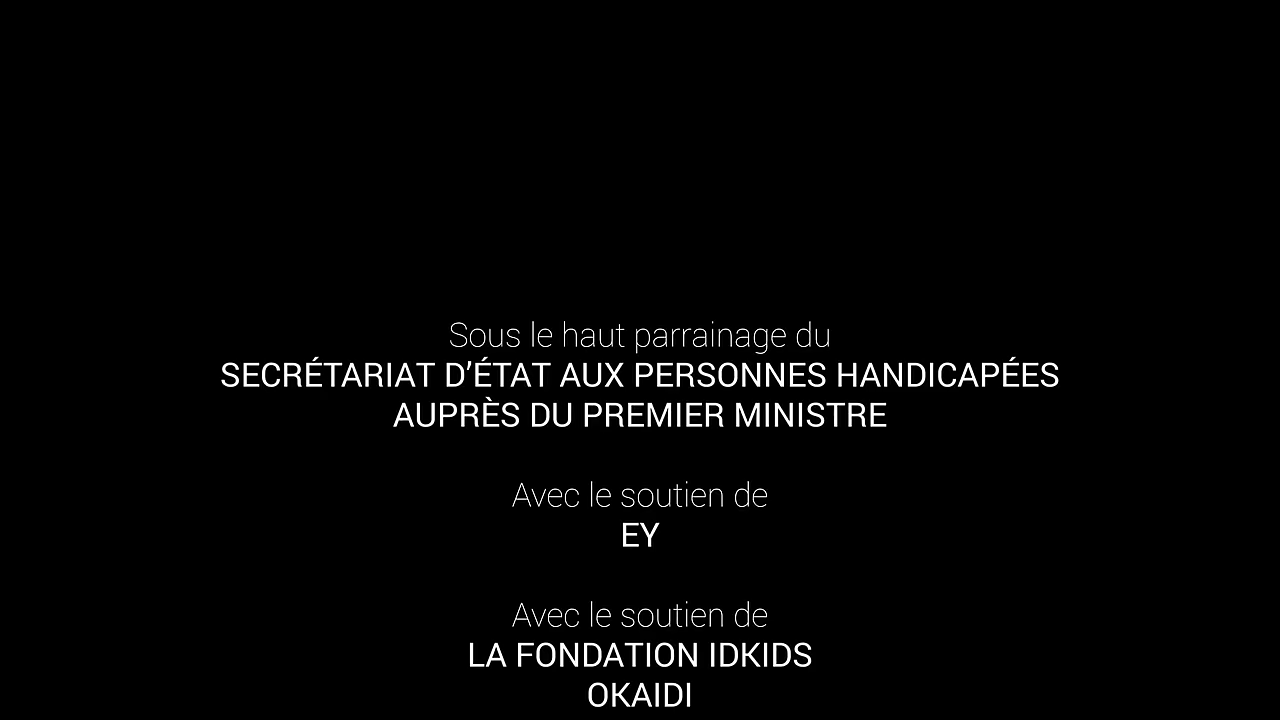 Sous le haut parrainage du
SECRÉTARIAT D’ÉTAT AUX PERSONNES HANDICAPÉES
AUPRÈS DU PREMIER MINISTRE
Avec le soutien de
EY
Avec le soutien de
LA FONDATION IDKIDS
OKAIDI